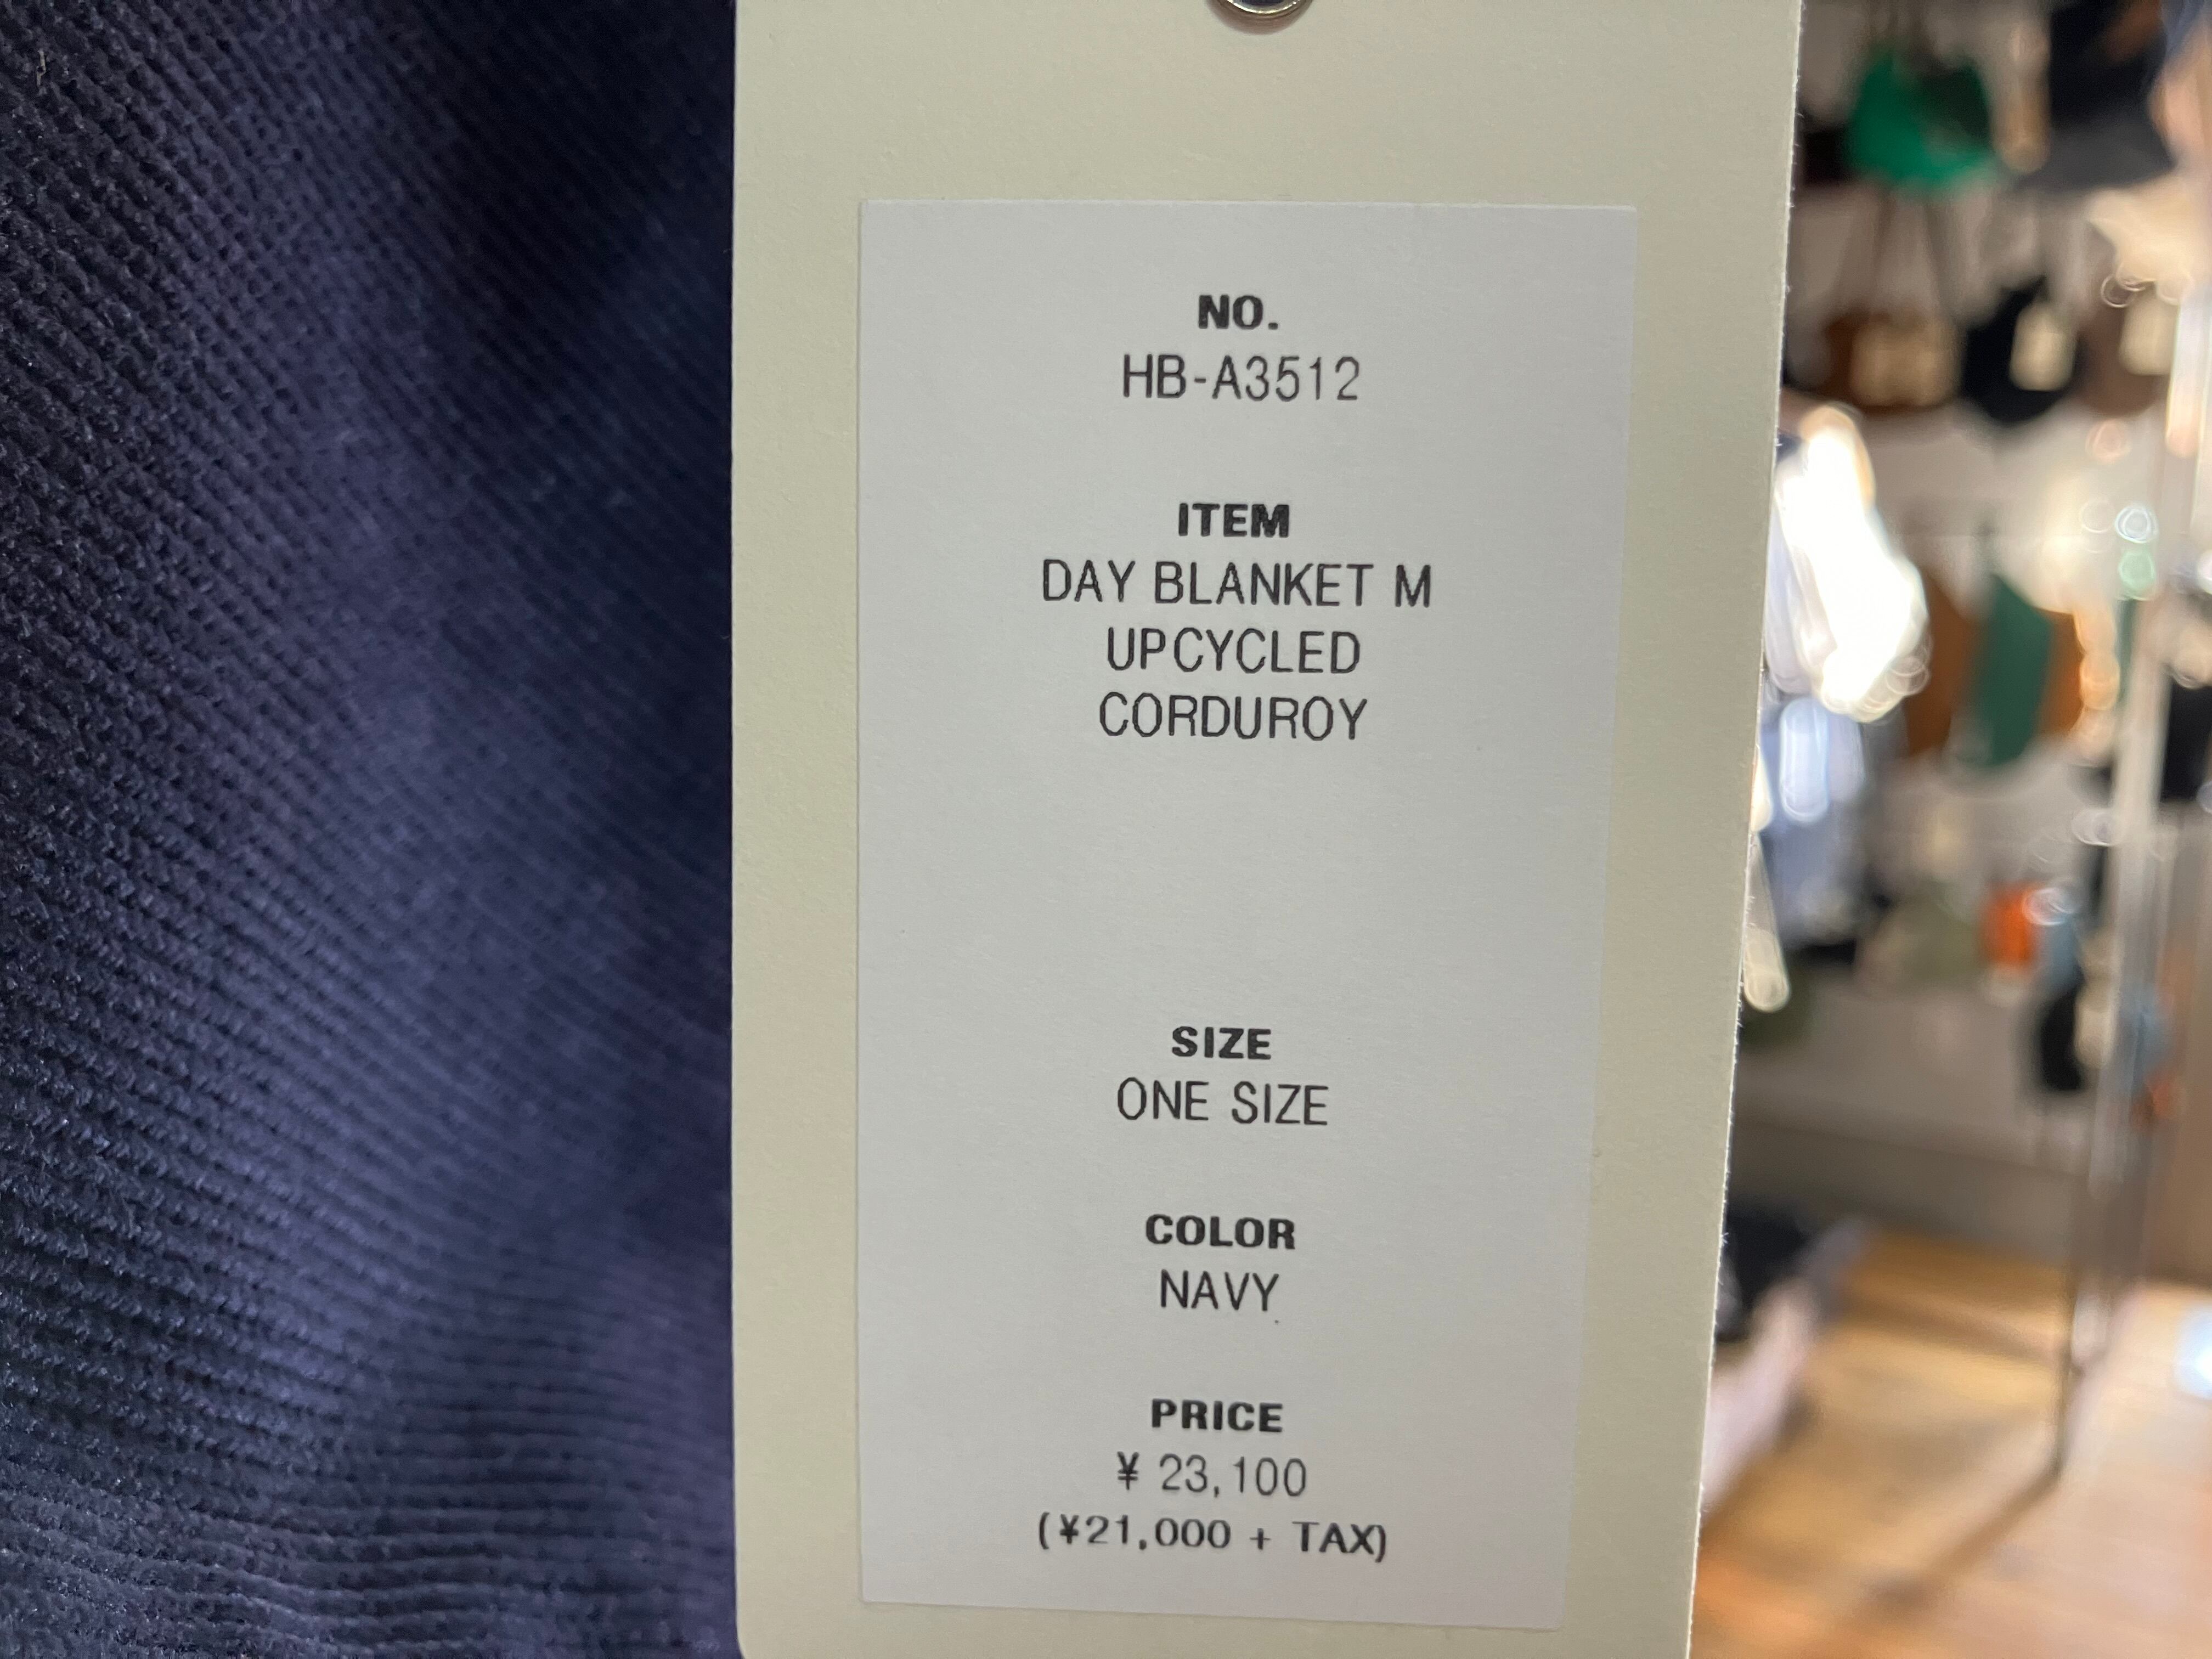 NO.
HB-A3512
ITEM
DAY BLANKET M
UPCYCLED
CORDUROY
SIZE
ONE SIZE
COLOR
NAVY
PRICE
¥ 23,100
(¥21,000 + TAX)